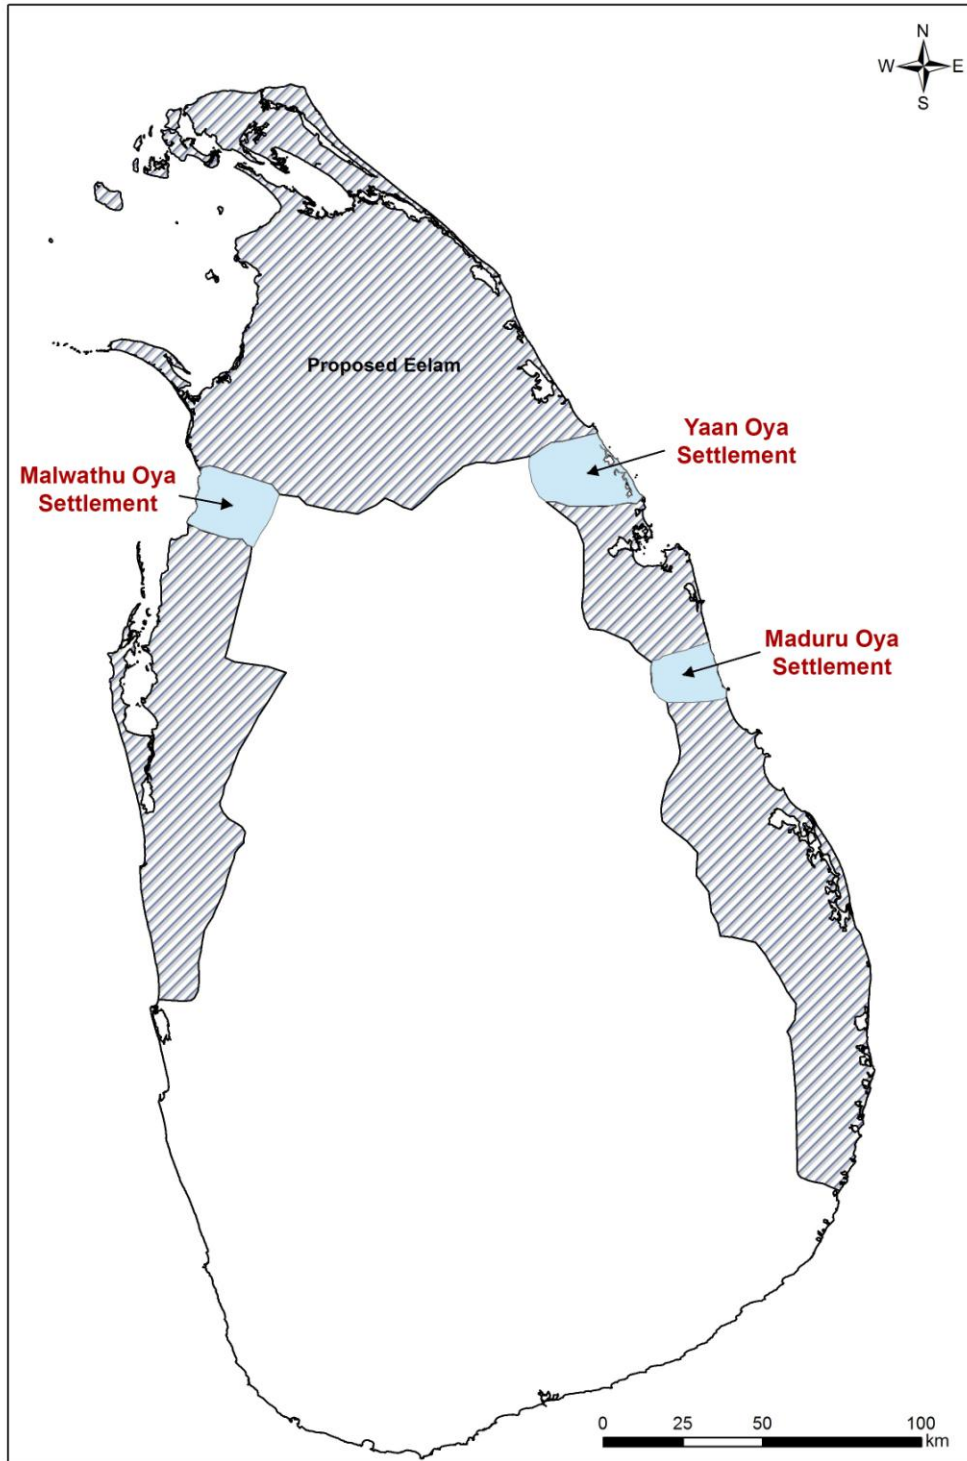 N
W E
S
Proposed Eelam
Yaan Oya
Settlement
Malwathu Oya
Settlement
Maduru Oya
Settlement
0 25 50 100
km